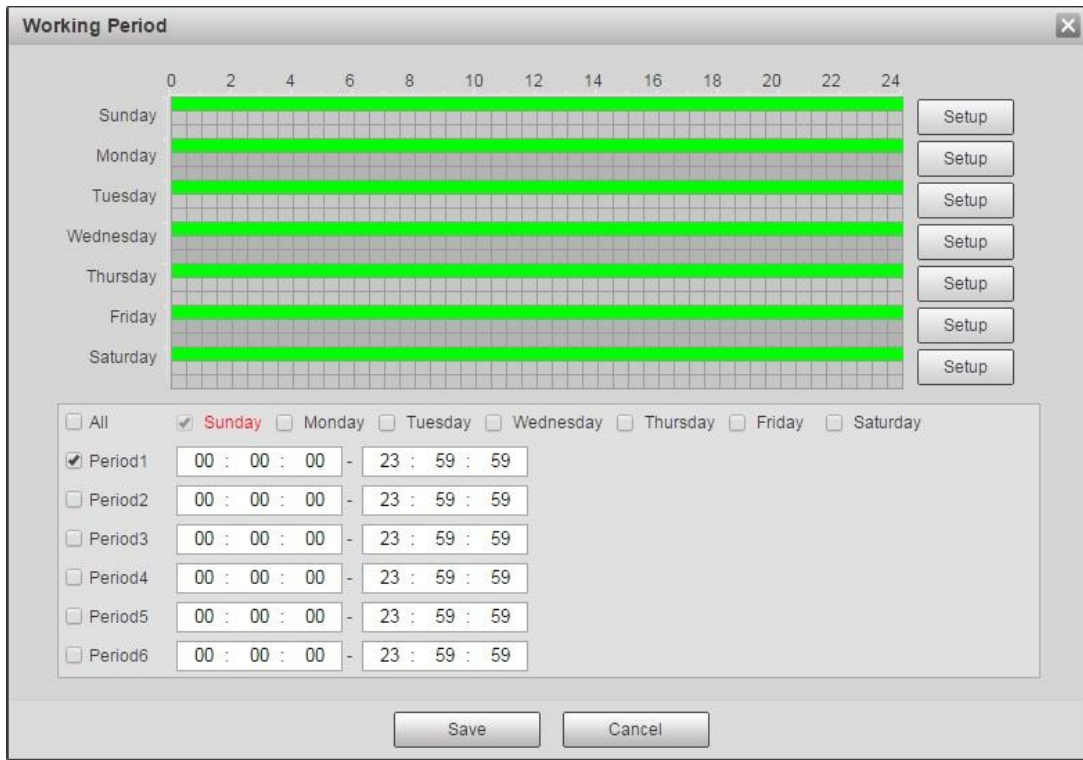 Working Period
0 2 4 6 8 10 12 14 16 18 20 22 24
Sunday Setup
Monday Setup
Tuesday Setup
Wednesday Setup
Thursday Setup
Friday Setup
Saturday Setup
All Sunday Monday Tuesday Wednesday Thursday Friday Saturday
Period1 00 : 00 : 00 - 23 : 59 : 59
Period2 00 : 00 : 00 - 23 : 59 : 59
Period3 00 : 00 : 00 - 23 : 59 : 59
Period4 00 : 00 : 00 - 23 : 59 : 59
Period5 00 : 00 : 00 - 23 : 59 : 59
Period6 00 : 00 : 00 - 23 : 59 : 59
Save Cancel